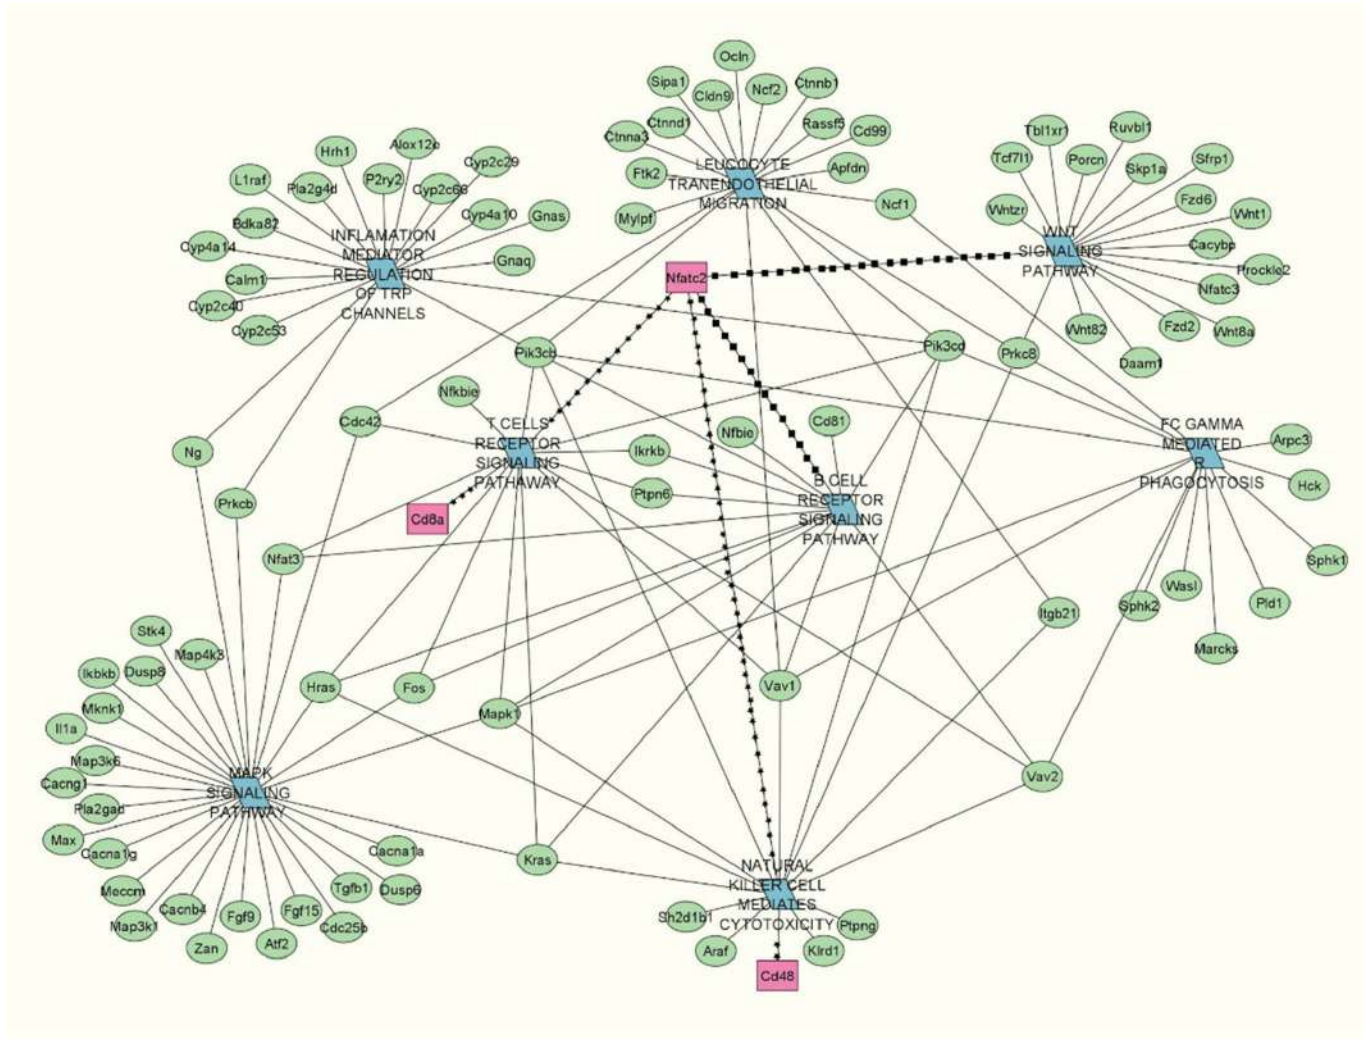 Ocln
Sipa1
Cldn9
Ncf2
Ctnnb1
Ctnnd1
Rassf5
Cd99
Ctnna3
Ftk2
LEUCOCYTE
TRANENDOTHELIAL
MIGRATION
Apfdn
Mylpf
Ncf1
Tbl1xr1
Ruvbl1
Tcf7l1
Porcn
Skp1a
Sfrp1
Wntzr
Fzd6
Wnt1
WNT
SIGNALING
PATHWAY
Cacybp
Prockle2
Nfatc3
Wnt82
Fzd2
Wnt8a
Daam1
Hrh1
Alox12e
Cyp2c29
L1raf
Pla2g4d
P2ry2
Cyp2c66
Bdka82
Cyp4a10
Gnas
Cyp4a14
INFLAMATION
MEDIATOR
REGULATION
OF TRP
CHANNELS
Gnaq
Calm1
Cyp2c40
Cyp2c53
Nfatc2
Pik3cb
Pik3cd
Prkc8
Nfkbie
Cdc42
T CELLS
RECEPTOR
SIGNALING
PATHAWAY
Ikrkb
Nfbie
Cd81
Ptpn6
B CELL
RECEPTOR
SIGNALING
PATHWAY
FC GAMMA
MEDIATED
R
PHAGOCYTOSIS
Arpc3
Hck
Sphk1
Wasl
Sphk2
Pld1
Marcks
Ng
Prkcb
Cd8a
Nfat3
Itgb21
Stk4
Map4k3
Ikbkb
Dusp8
Mknk1
Il1a
Map3k6
Cacng1
Pla2gad
MAPK
SIGNALING
PATHWAY
Max
Cacna1g
Cacna1a
Meccm
Cacnb4
Tgfb1
Dusp6
Map3k1
Fgf9
Fgf15
Cdc25b
Zan
Atf2
Hras
Fos
Mapk1
Vav1
Vav2
Kras
NATURAL
KILLER CELL
MEDIATES
CYTOTOXICITY
Sh2d1b1
Ptpng
Araf
Klrd1
Cd48